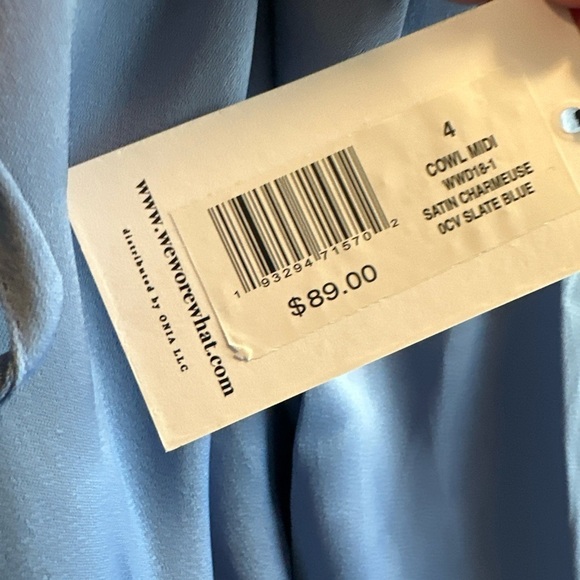 4
COWL MIDI
WWD18-1
SATIN CHARMEUSE
0CV SLATE BLUE
1 93294 71570 2
$89.00
www.weworewhat.com
distributed by ONIA LLC